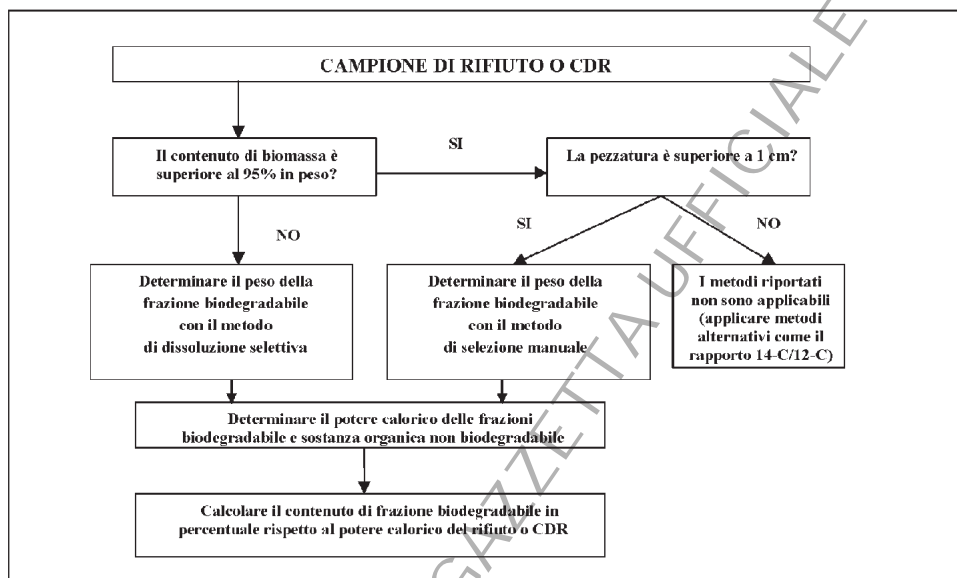 CAMPIONE DI RIFIUTO O CDR
Il contenuto di biomassa è
superiore al 95% in peso?
SI
La pezzatura è superiore a 1 cm?
NO
SI
NO
Determinare il peso della
frazione biodegradabile
con il metodo
di dissoluzione selettiva
Determinare il peso della
frazione biodegradabile
con il metodo
di selezione manuale
I metodi riportati
non sono applicabili
(applicare metodi
alternativi come il
rapporto 14-C/12-C)
Determinare il potere calorico delle frazioni
biodegradabile e sostanza organica non biodegradabile
Calcolare il contenuto di frazione biodegradabile in
percentuale rispetto al potere calorico del rifiuto o CDR
GAZZETTA UFFICIALE